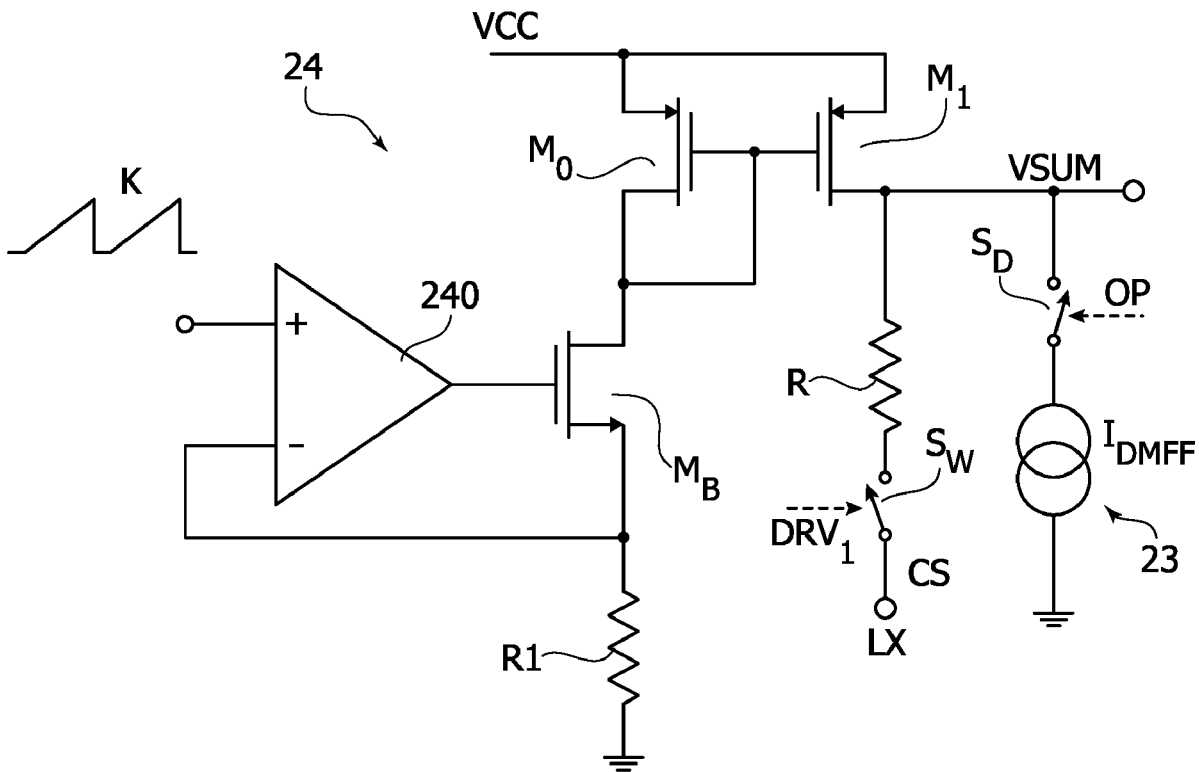 VCC
24
M1
M0
K
VSUM
SD
OP
240
+
R
IDMFF
-
SW
MB
DRV1
23
CS
R1
LX